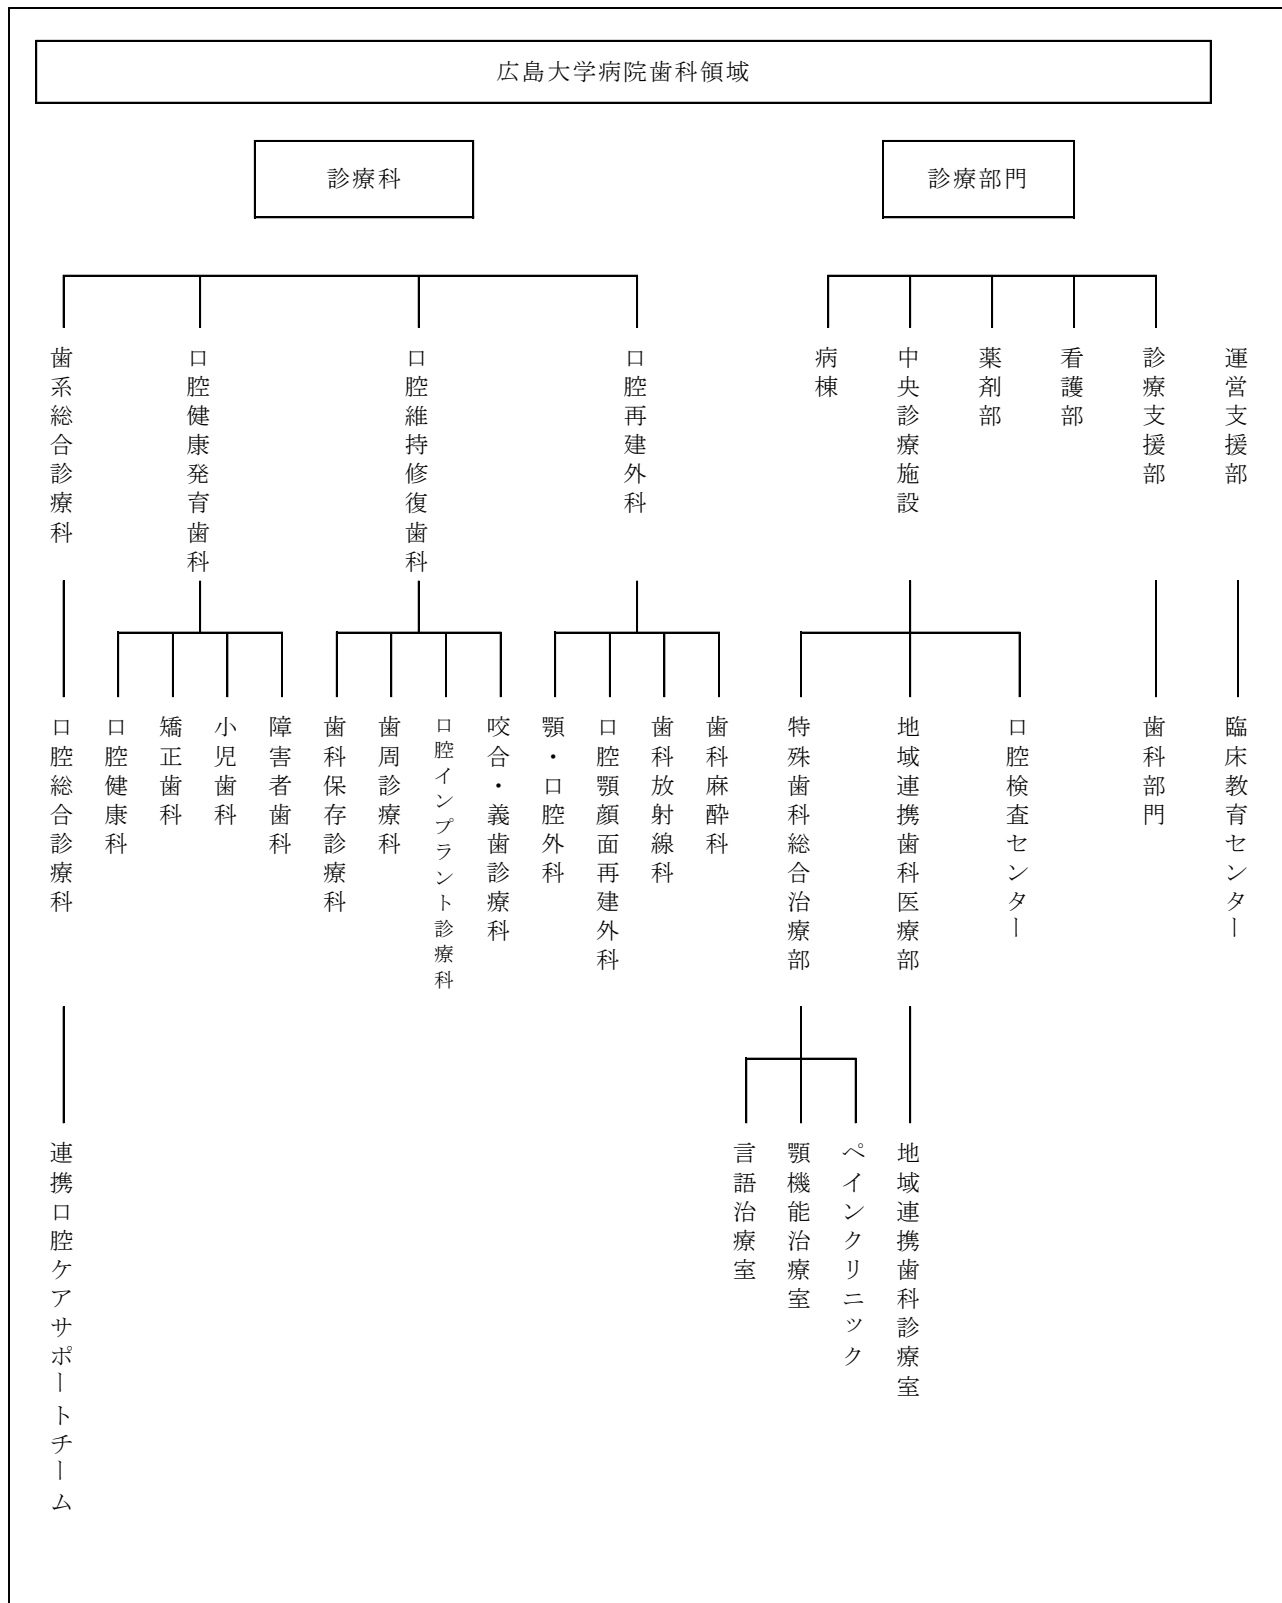 広島大学病院歯科領域
診療科
診療部門
歯系総合診療科
口腔健康発育歯科
口腔維持修復歯科
口腔再建外科
病棟
中央診療施設
薬剤部
看護部
診療支援部
運営支援部
口腔総合診療科
口腔健康科
矯正歯科
小児歯科
障害者歯科
歯科保存診療科
歯周診療科
口腔インプラント診療科
咬合・義歯診療科
顎・口腔外科
口腔顎顔面再建外科
歯科放射線科
歯科麻酔科
特殊歯科総合治療部
地域連携歯科医療部
口腔検査センター
歯科部門
臨床教育センター
連携口腔ケアサポートチーム
言語治療室
顎機能治療室
ペインクリニック
地域連携歯科診療室